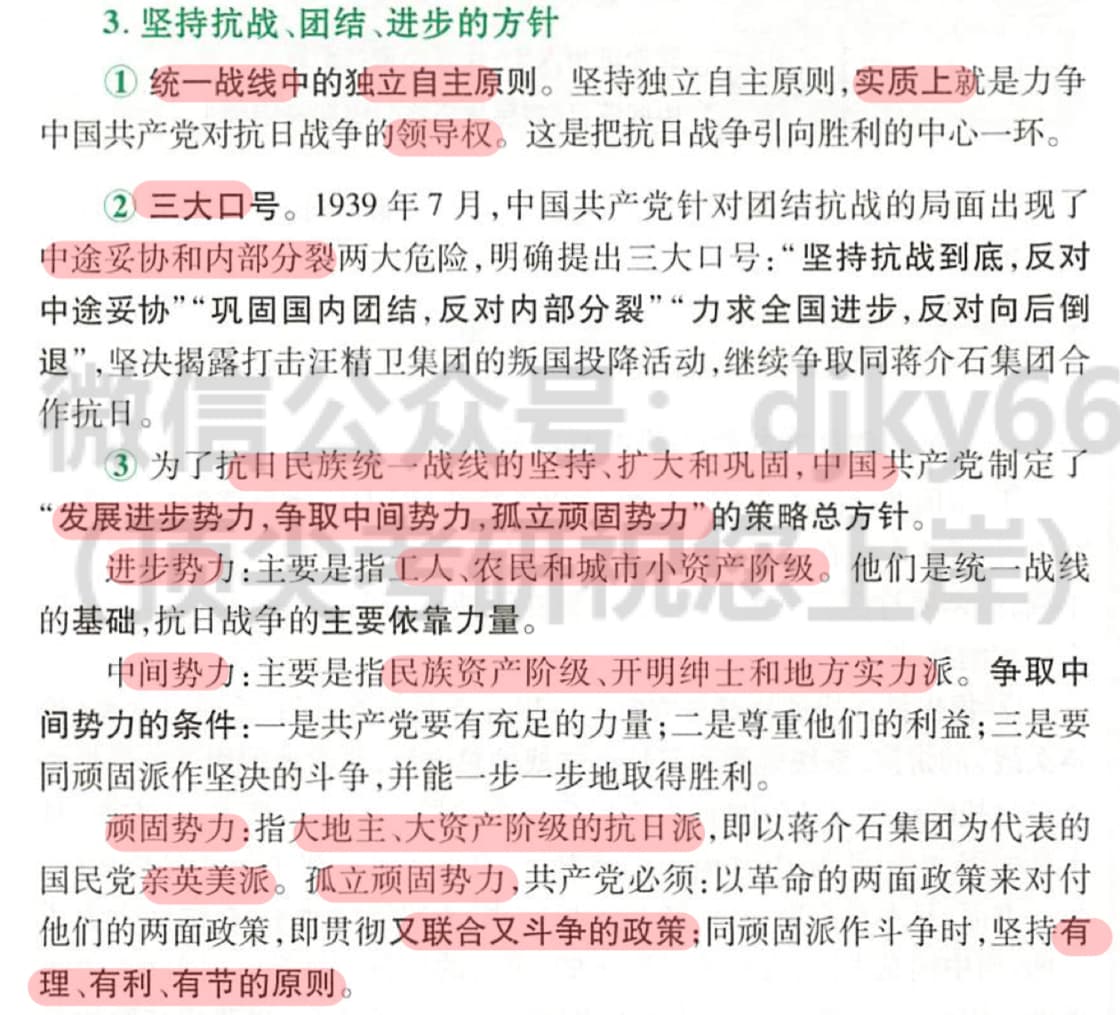 3. 坚持抗战、团结、进步的方针
① 统一战线中的独立自主原则。坚持独立自主原则,实质上就是力争
中国共产党对抗日战争的领导权。这是把抗日战争引向胜利的中心一环。
② 三大口号。1939 年 7 月,中国共产党针对团结抗战的局面出现了
中途妥协和内部分裂两大危险,明确提出三大口号:“坚持抗战到底,反对
中途妥协”“巩固国内团结,反对内部分裂”“力求全国进步,反对向后倒
退”,坚决揭露打击汪精卫集团的叛国投降活动,继续争取同蒋介石集团合
作抗日。
微信公众号:djky66
③ 为了抗日民族统一战线的坚持、扩大和巩固,中国共产党制定了
“发展进步势力,争取中间势力,孤立顽固势力”的策略总方针。
(顶尖考研祝您上岸)
进步势力:主要是指工人、农民和城市小资产阶级。他们是统一战线
的基础,抗日战争的主要依靠力量。
中间势力:主要是指民族资产阶级、开明绅士和地方实力派。争取中
间势力的条件:一是共产党要有充足的力量;二是尊重他们的利益;三是要
同顽固派作坚决的斗争,并能一步一步地取得胜利。
顽固势力:指大地主、大资产阶级的抗日派,即以蒋介石集团为代表的
国民党亲英美派。孤立顽固势力,共产党必须:以革命的两面政策来对付
他们的两面政策,即贯彻又联合又斗争的政策;同顽固派作斗争时,坚持有
理、有利、有节的原则。